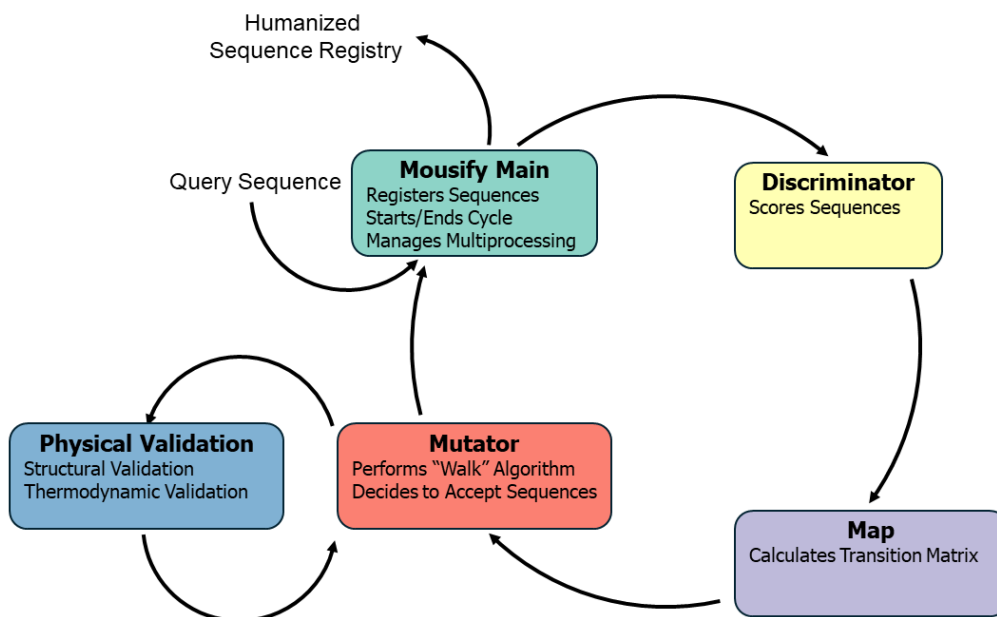 Humanized
Sequence Registry
Query Sequence
Mousify Main
Registers Sequences
Starts/Ends Cycle
Manages Multiprocessing
Discriminator
Scores Sequences
Physical Validation
Structural Validation
Thermodynamic Validation
Mutator
Performs “Walk” Algorithm
Decides to Accept Sequences
Map
Calculates Transition Matrix